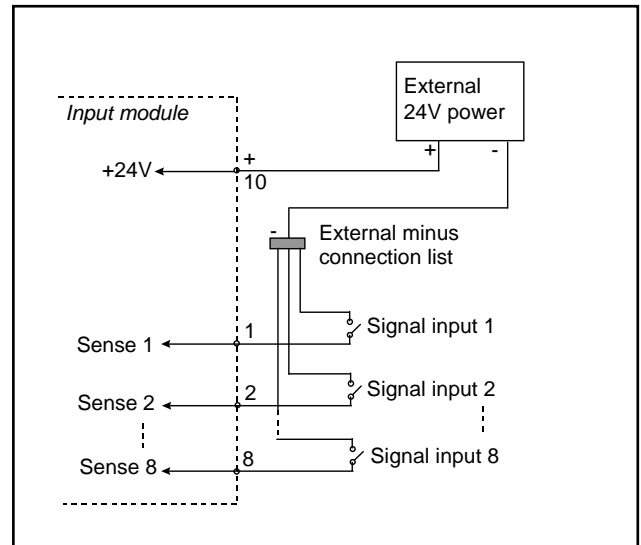 External
24V power
Input module
+ -
+24V
+
10
-
External minus
connection list
1
Signal input 1
Sense 1
2
Signal input 2
Sense 2
8
Signal input 8
Sense 8